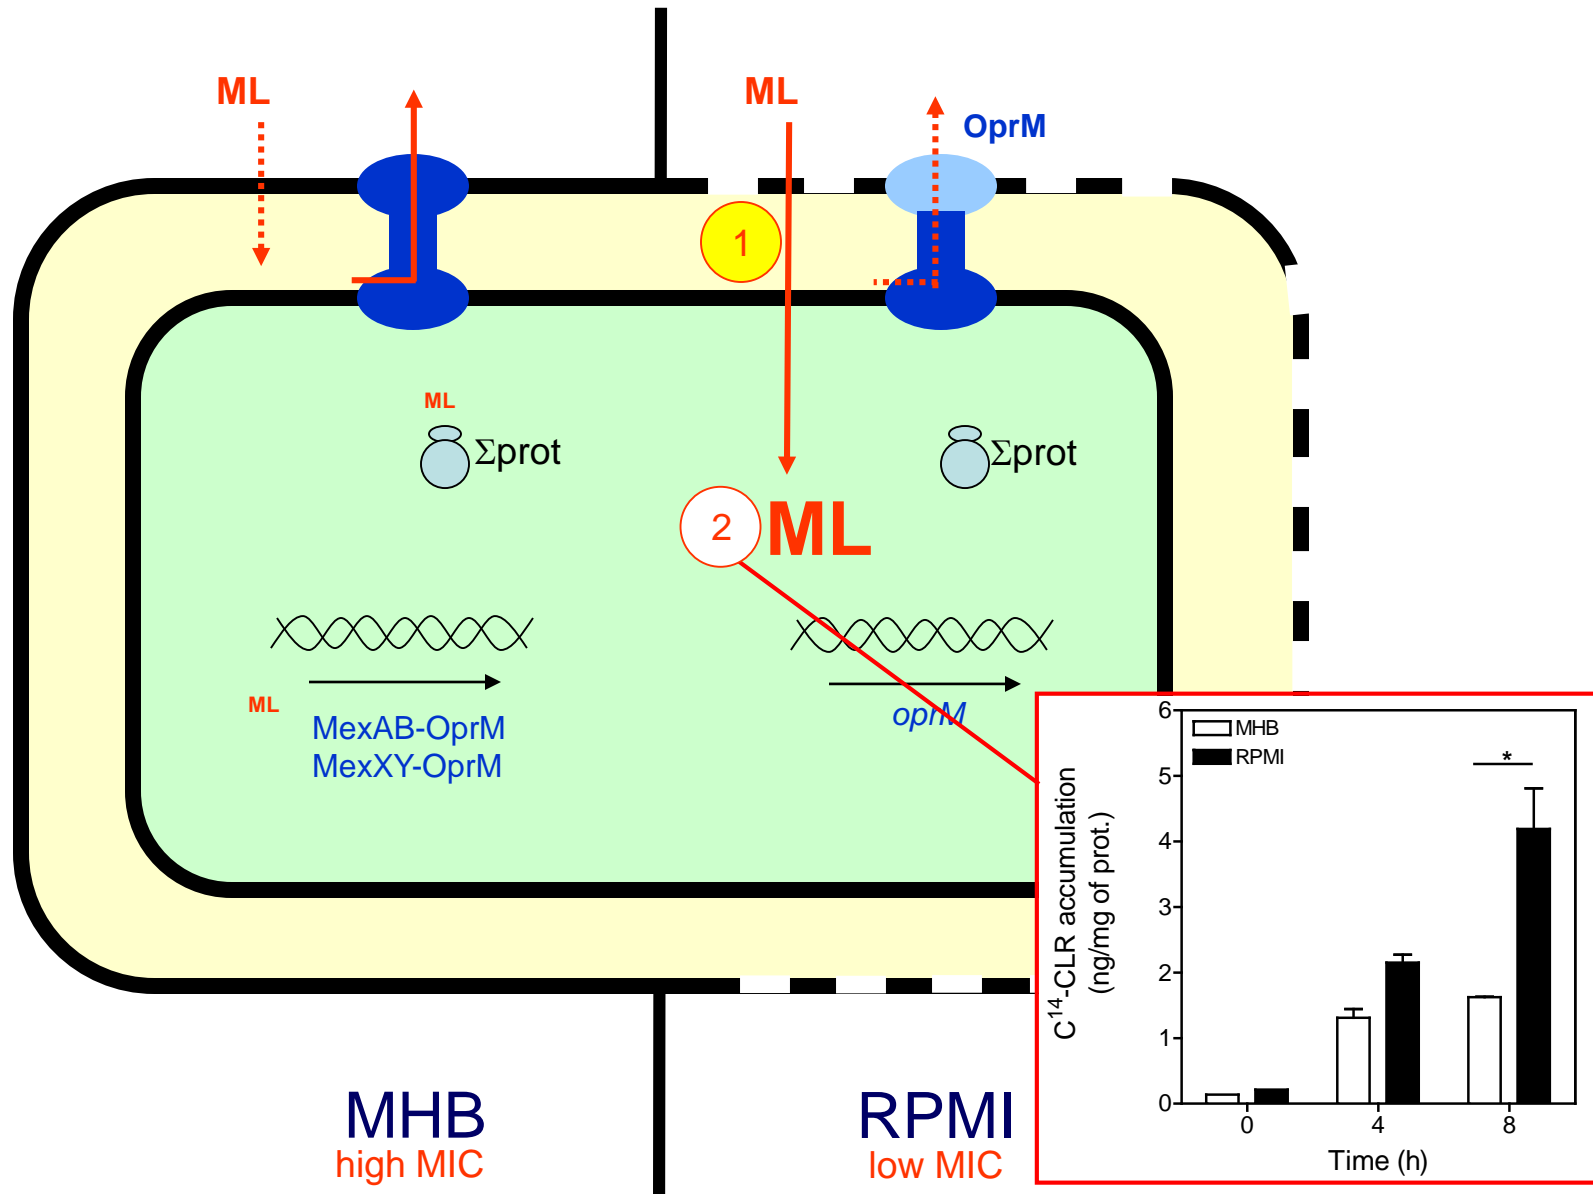 ML
ML
OprM
1
ML
Σprot
Σprot
2
ML
ML
MexAB-OprM
MexXY-OprM
oprM
MHB
high MIC
RPMI
low MIC
MHB
RPMI
*
C¹⁴-CLR accumulation
(ng/mg of prot.)
6
5
4
3
2
1
0
0 4 8
Time (h)